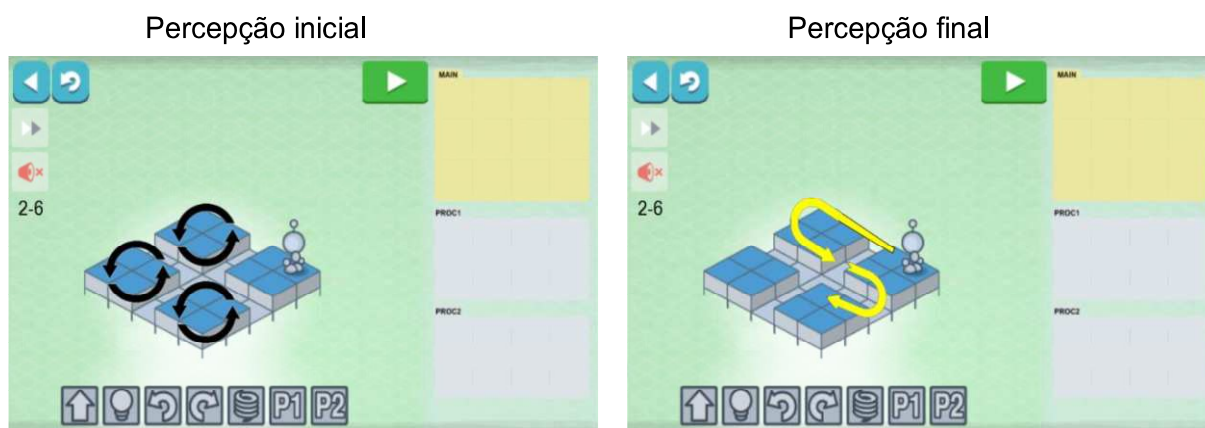 Percepção inicial
Percepção final
MAIN
2-6
PROC1
PROC2
P1 P2
MAIN
2-6
PROC1
PROC2
P1 P2